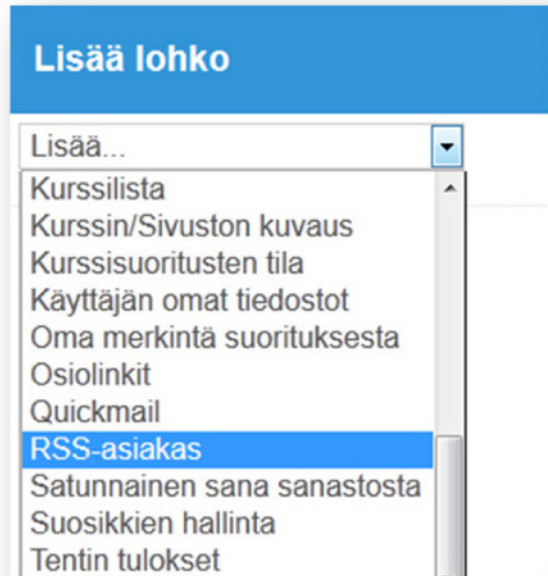 Lisää lohko
Lisää...
Kurssilista
Kurssin/Sivuston kuvaus
Kurssisuoritusten tila
Käyttäjän omat tiedostot
Oma merkintä suorituksesta
Osiolinkit
Quickmail
RSS-asiakas
Satunnainen sana sanastosta
Suosikkien hallinta
Tentin tulokset